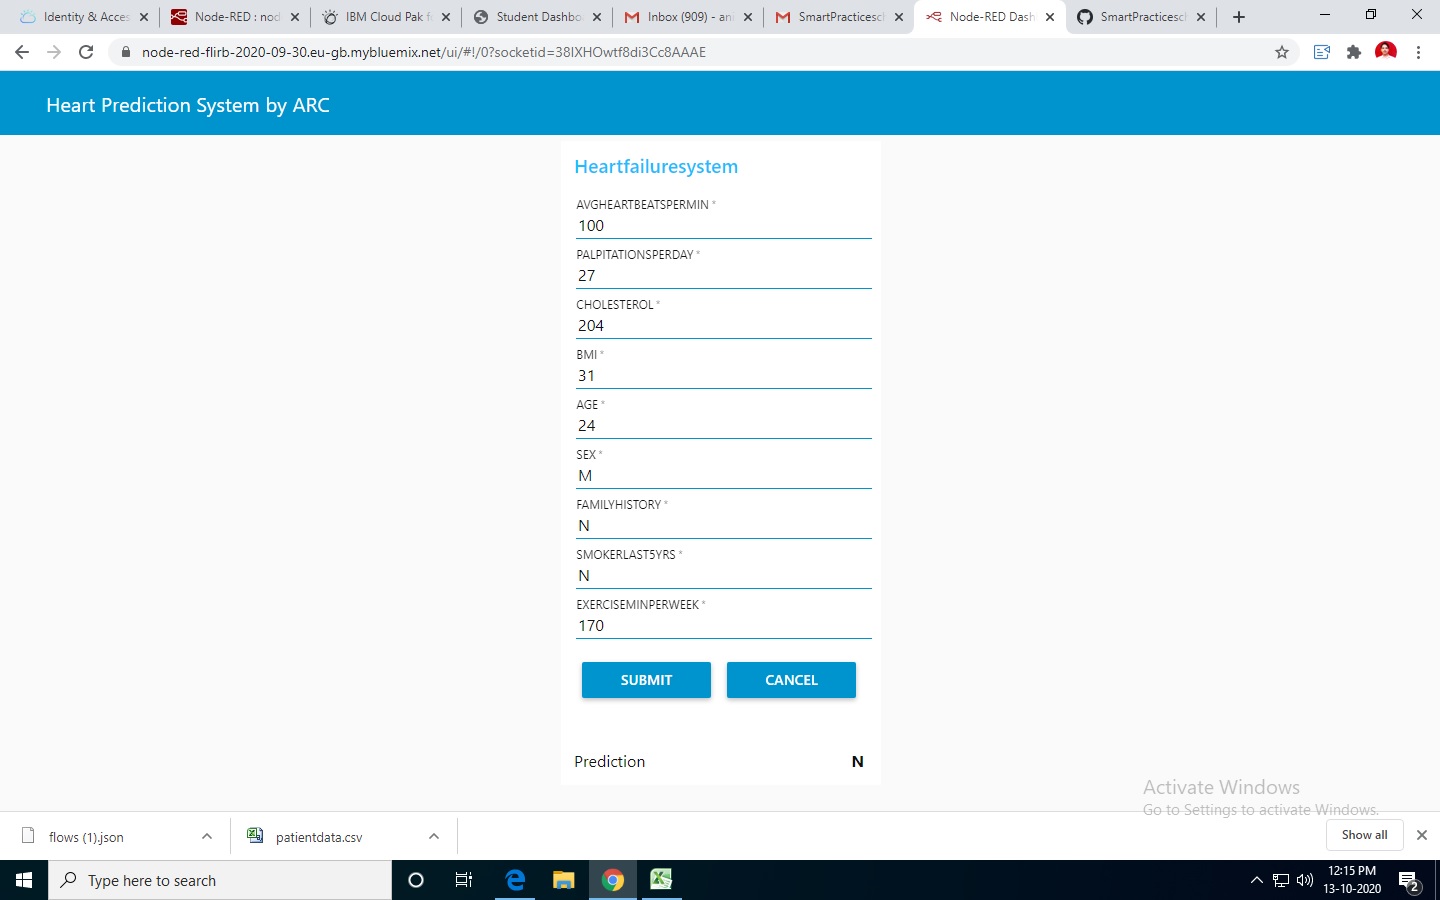 Identity & Acces
Node-RED : nod
IBM Cloud Pak f
Student Dashbo
Inbox (909) - an
SmartPracticesch
Node-RED Dash
SmartPracticesch
node-red-flirb-2020-09-30.eu-gb.mybluemix.net/ui/#!/0?socketid=38IXHOwtf8di3Cc8AAAE
Heart Prediction System by ARC
Heartfailuresystem
AVGHEARTBEATSPERMIN *
100
PALPITATIONSPERDAY *
27
CHOLESTEROL *
204
BMI *
31
AGE *
24
SEX *
M
FAMILYHISTORY *
N
SMOKERLAST5YRS *
N
EXERCISEMINPERWEEK *
170
SUBMIT CANCEL
Prediction N
Activate Windows
Go to Settings to activate Windows.
flows (1).json
patientdata.csv
Show all
Type here to search
12:15 PM
13-10-2020
2